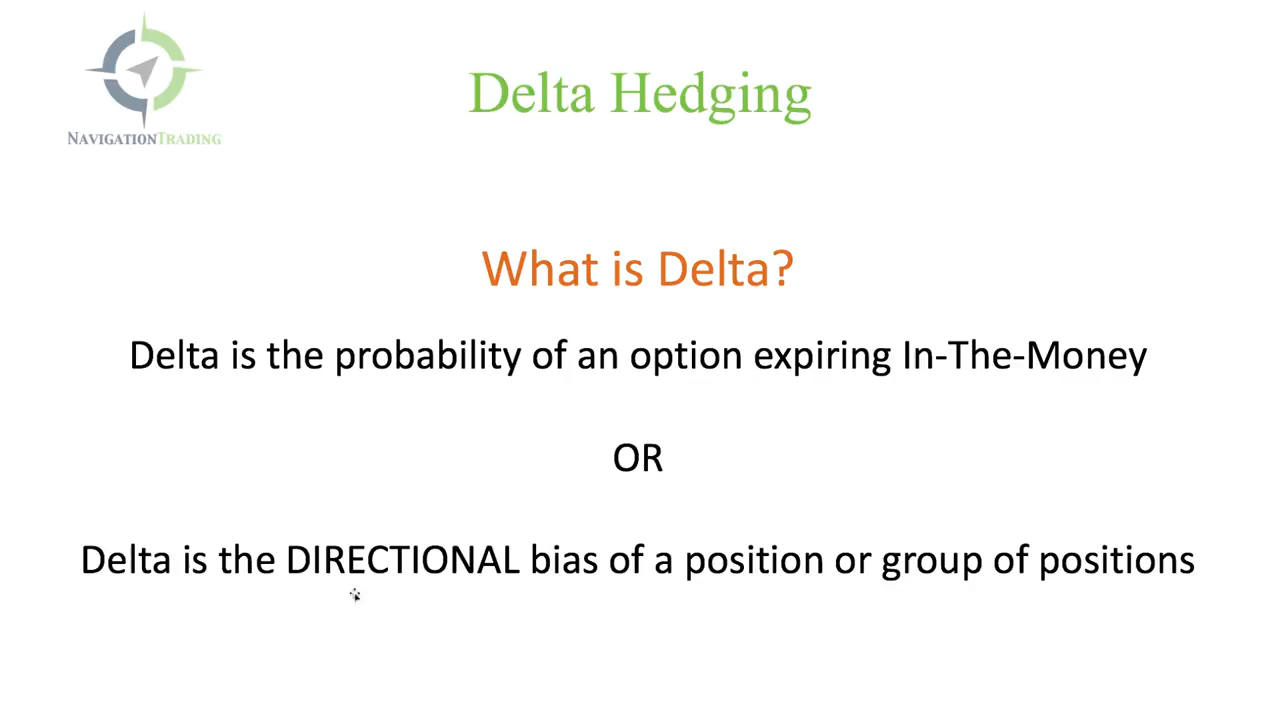 NAVIGATIONTRADING
Delta Hedging
What is Delta?
Delta is the probability of an option expiring In-The-Money
OR
Delta is the DIRECTIONAL bias of a position or group of positions